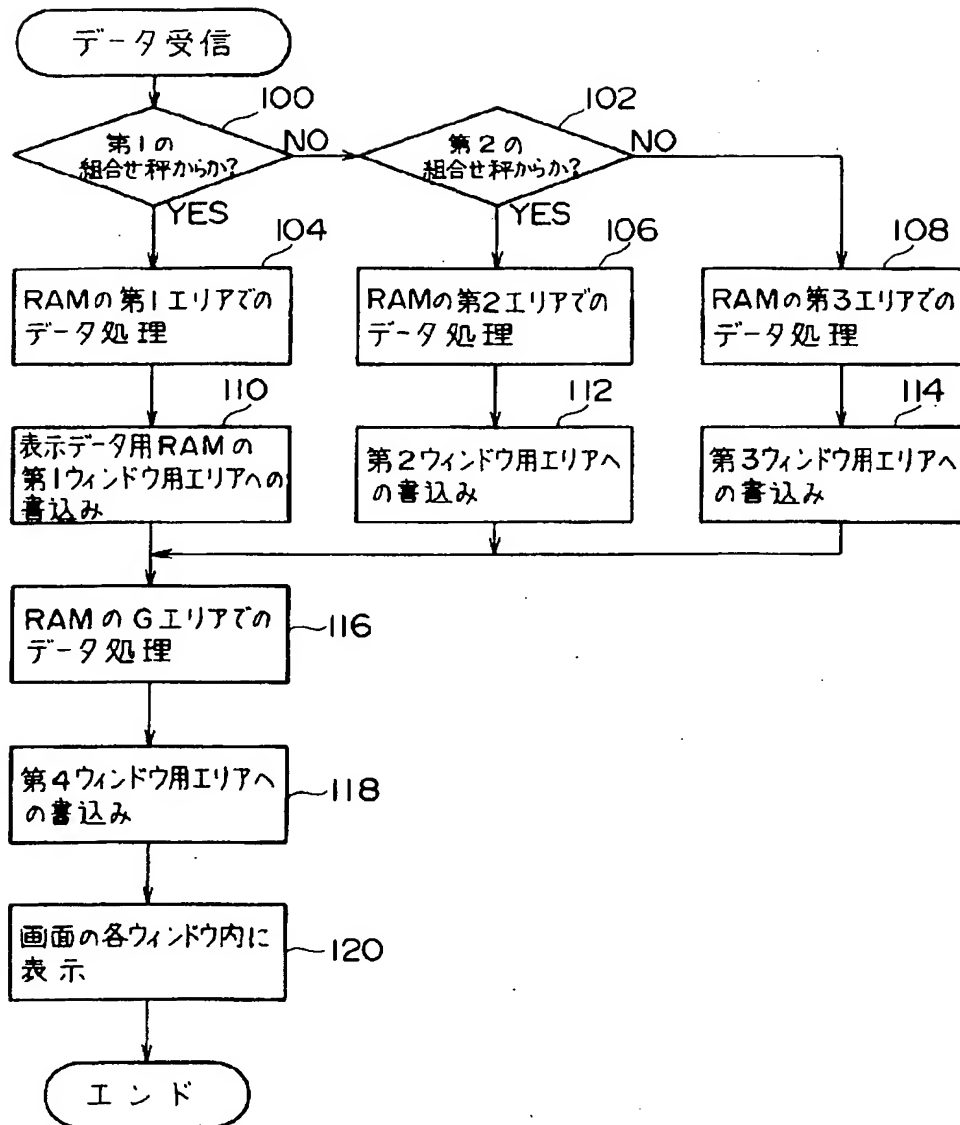 データ受信
100
102
第1の
組合せ秤からか?
NO
第2の
組合せ秤からか?
NO
YES
YES
104
106
108
RAMの第1エリアでの
データ処理
RAMの第2エリアでの
データ処理
RAMの第3エリアでの
データ処理
110
112
114
表示データ用RAMの
第1ウィンドウ用エリアへの
書込み
第2ウィンドウ用エリアへ
の書込み
第3ウィンドウ用エリアへ
の書込み
RAMのGエリアでの
データ処理
116
第4ウィンドウ用エリアへ
の書込み
118
画面の各ウィンドウ内に
表示
120
エンド